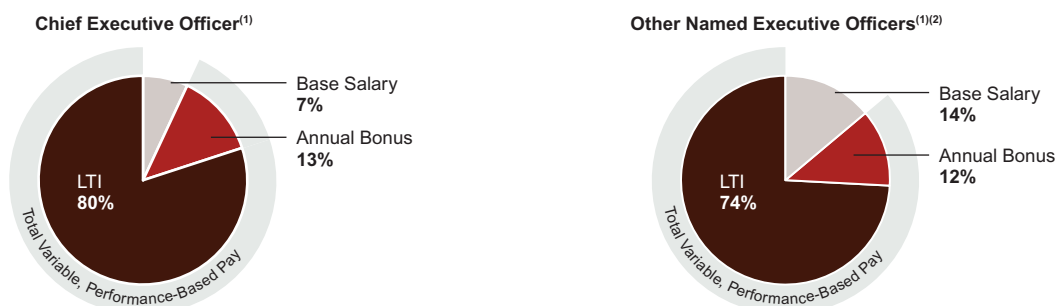 Chief Executive Officer(1)
Base Salary
7%
Annual Bonus
13%
LTI
80%
Total Variable, Performance-Based Pay
Other Named Executive Officers(1)(2)
Base Salary
14%
Annual Bonus
12%
LTI
74%
Total Variable, Performance-Based Pay